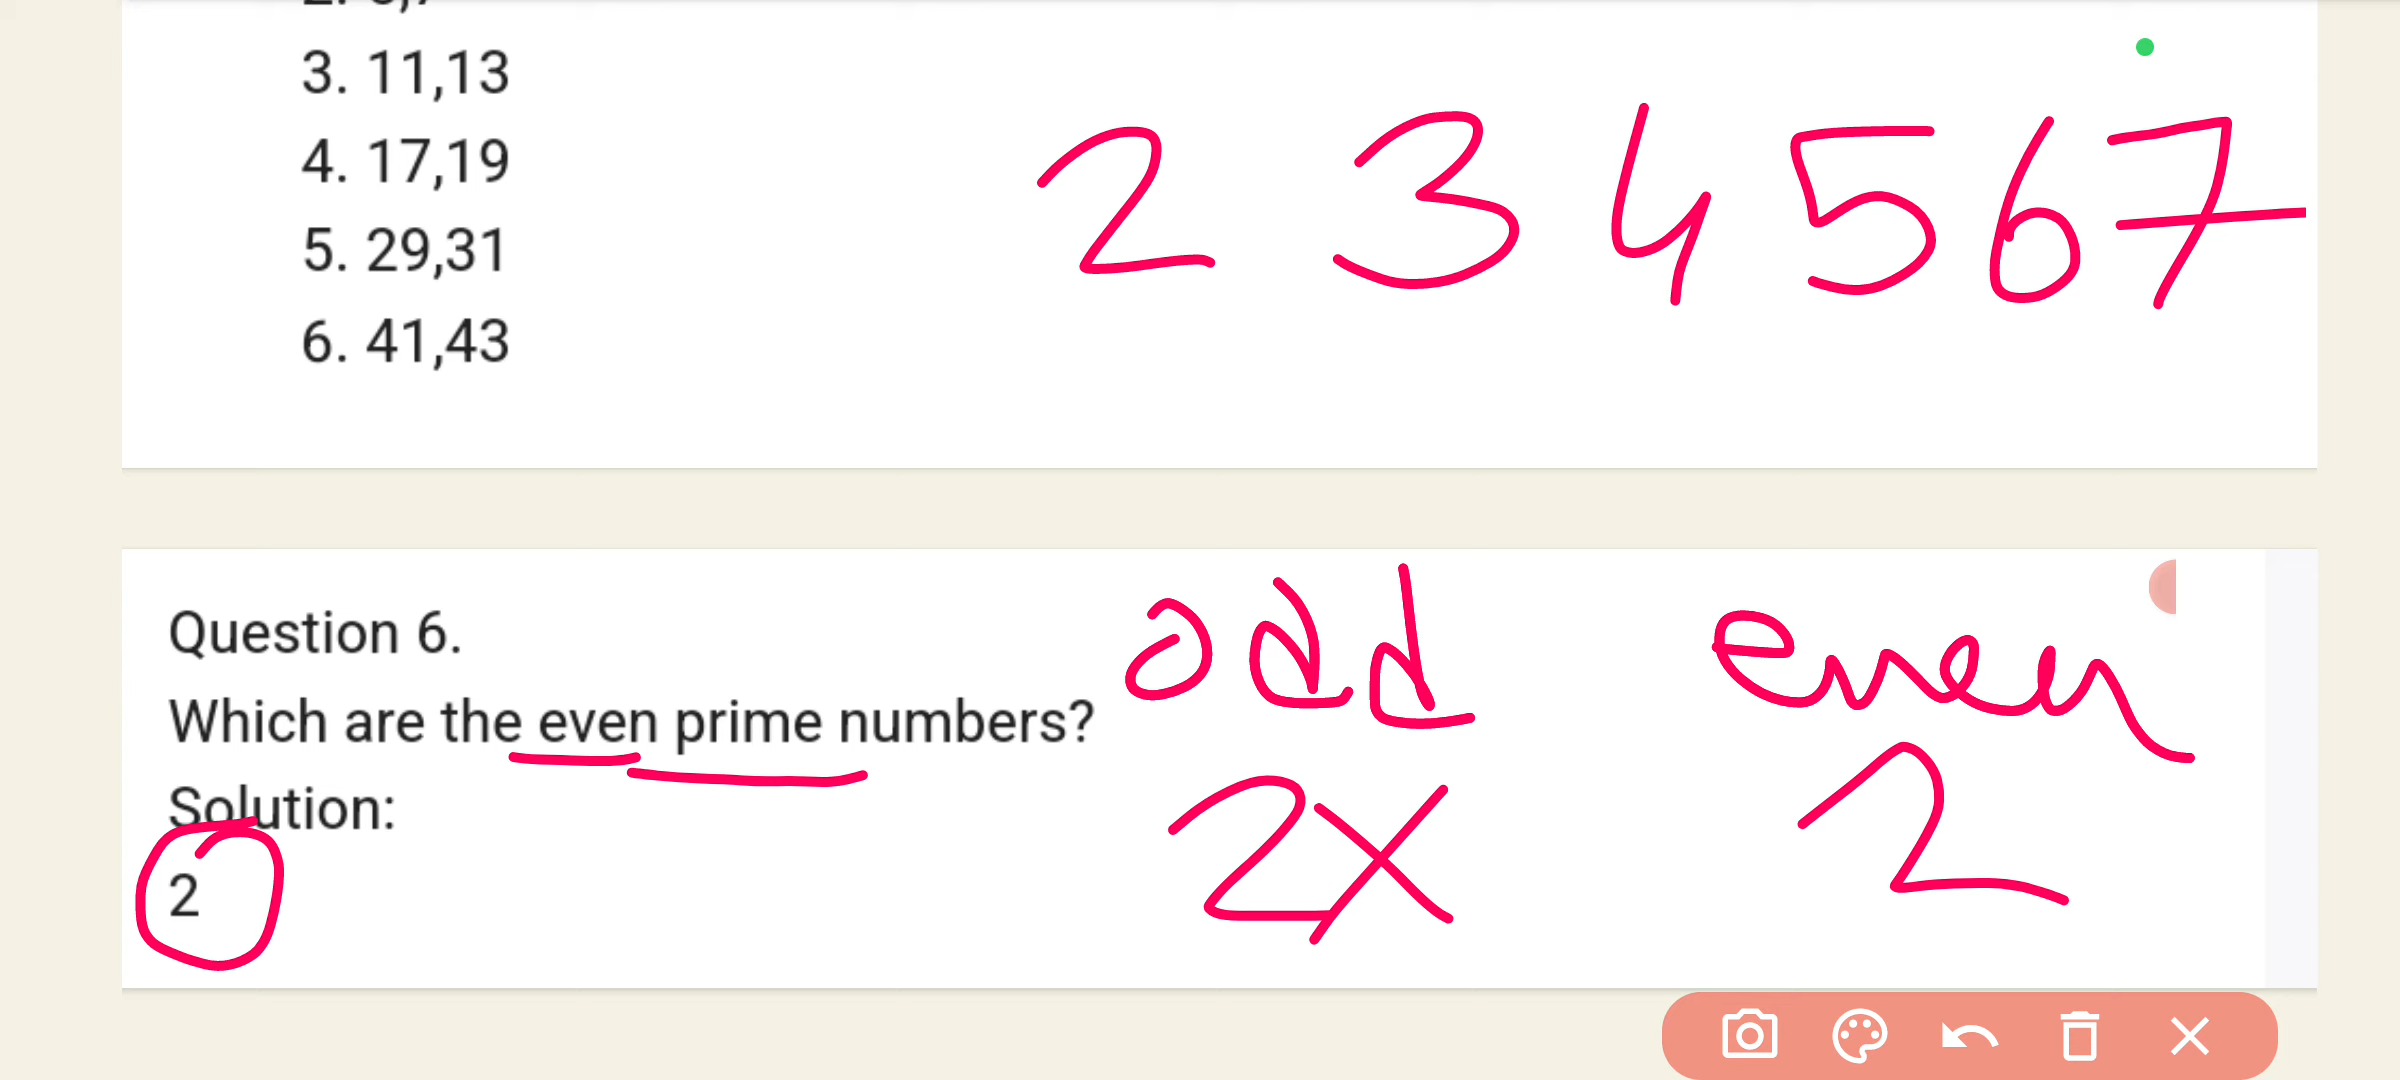 3. 11,13
4. 17,19
5. 29,31
6. 41,43
2 3 4 5 6 7
Question 6.
Which are the even prime numbers?
Solution:
2
odd even
2X 2